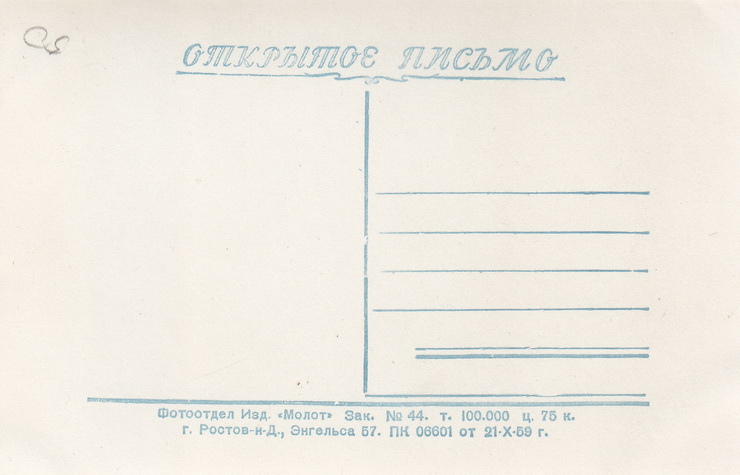 ОТКРЫТОЕ ПИСЬМО
Фотоотдел Изд. «Молот» Зак. № 44. т. 100.000 ц. 75 к.
г. Ростов-н-Д., Энгельса 57. ПК 06601 от 21-X-59 г.